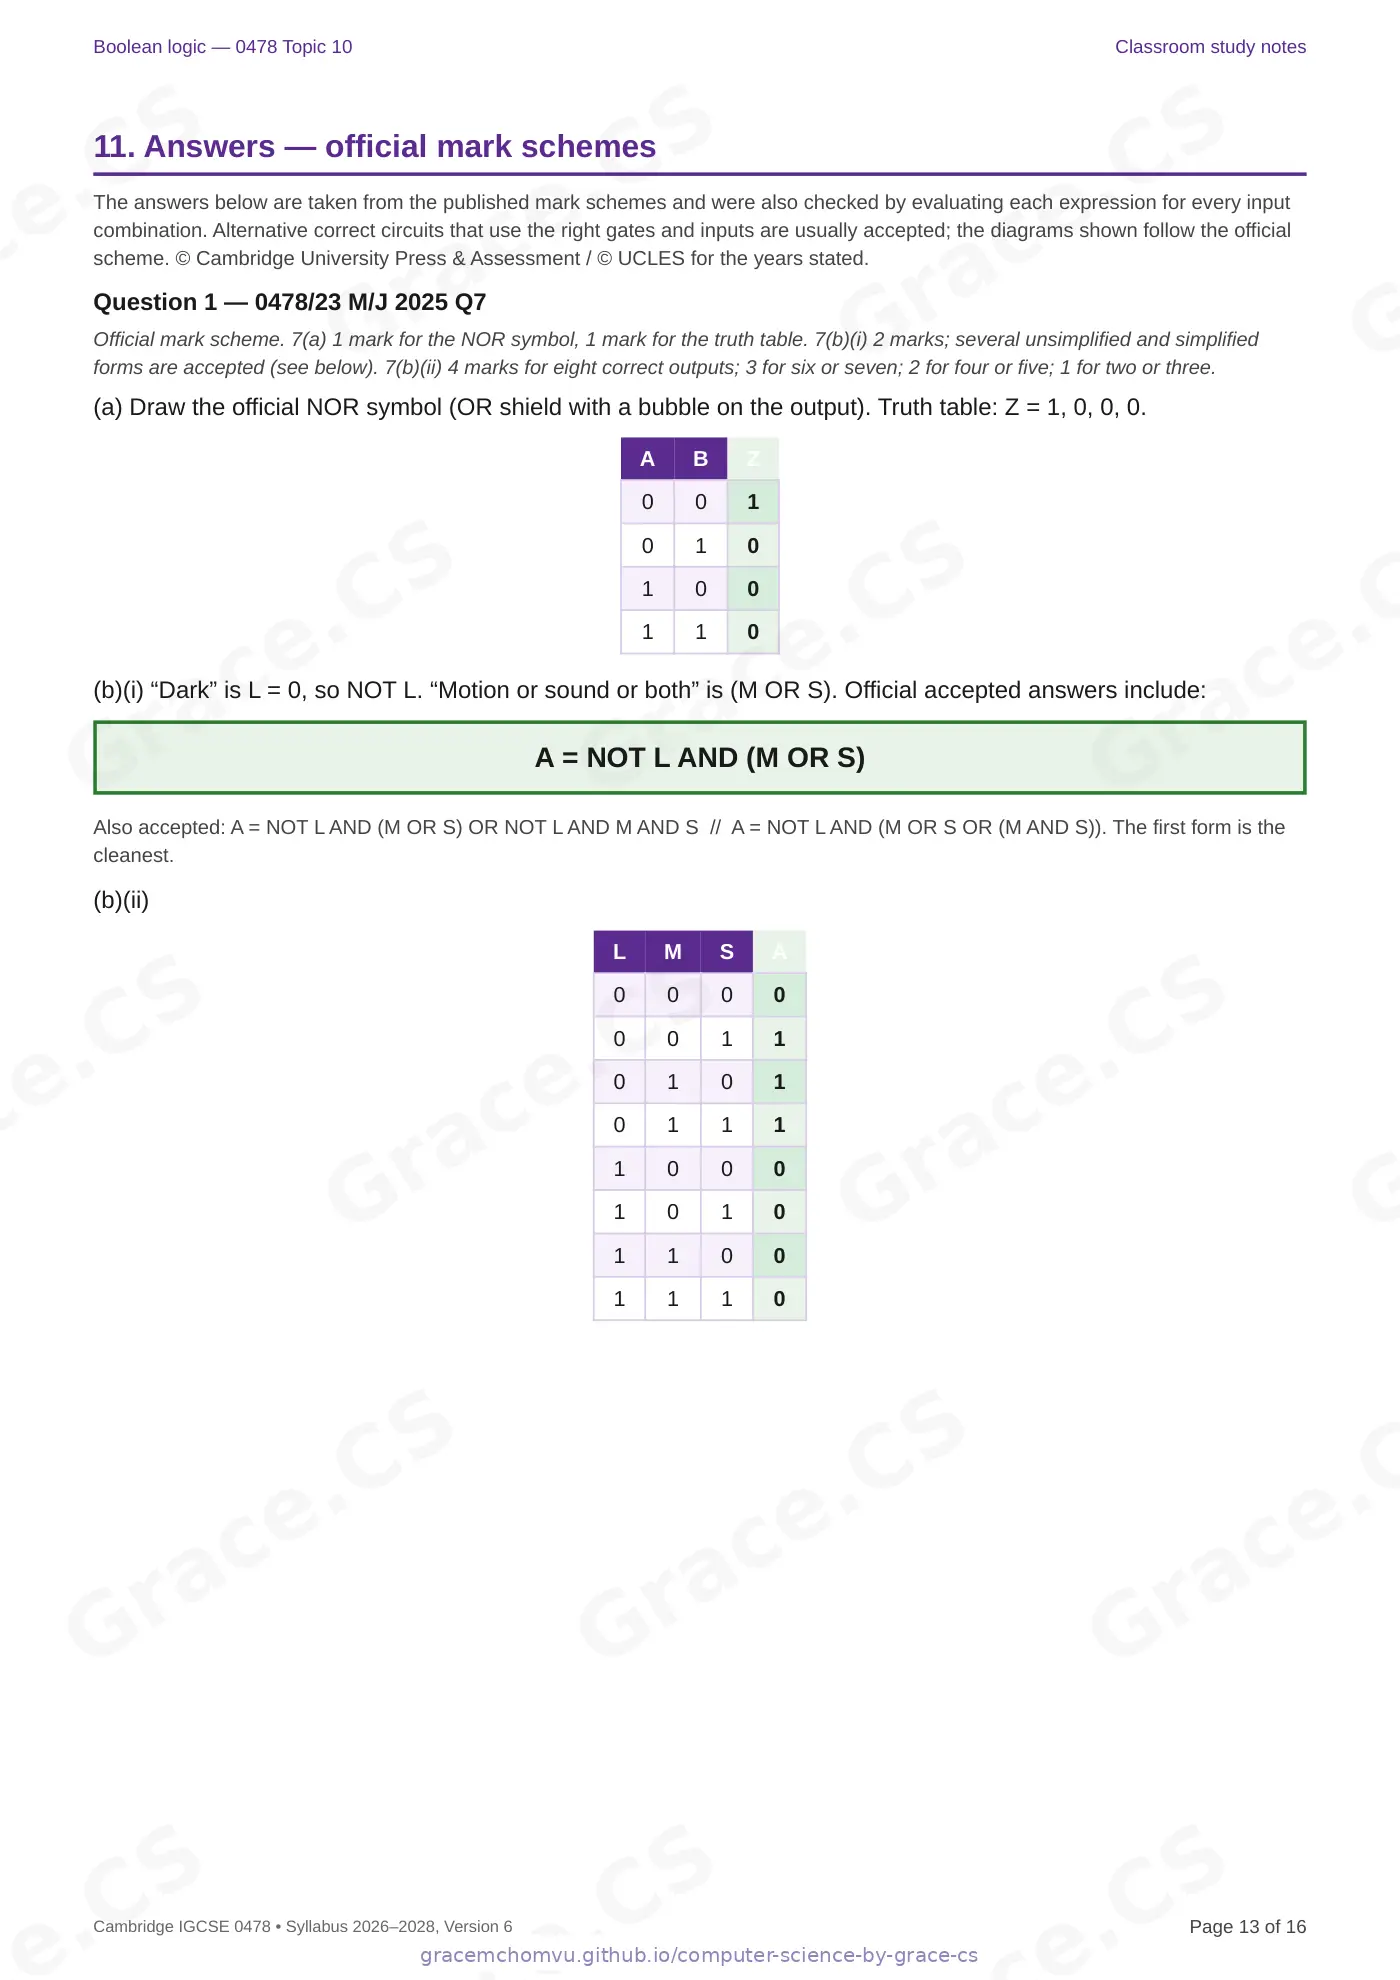 Boolean logic — 0478 Topic 10
Classroom study notes
11. Answers — official mark schemes
The answers below are taken from the published mark schemes and were also checked by evaluating each expression for every input
combination. Alternative correct circuits that use the right gates and inputs are usually accepted; the diagrams shown follow the official
scheme. © Cambridge University Press & Assessment / © UCLES for the years stated.
Question 1 — 0478/23 M/J 2025 Q7
Official mark scheme. 7(a) 1 mark for the NOR symbol, 1 mark for the truth table. 7(b)(i) 2 marks; several unsimplified and simplified
forms are accepted (see below). 7(b)(ii) 4 marks for eight correct outputs; 3 for six or seven; 2 for four or five; 1 for two or three.
(a) Draw the official NOR symbol (OR shield with a bubble on the output). Truth table: Z = 1, 0, 0, 0.
A B Z
0 0 1
0 1 0
1 0 0
1 1 0
(b)(i) “Dark” is L = 0, so NOT L. “Motion or sound or both” is (M OR S). Official accepted answers include:
A = NOT L AND (M OR S)
Also accepted: A = NOT L AND (M OR S) OR NOT L AND M AND S // A = NOT L AND (M OR S OR (M AND S)). The first form is the
cleanest.
(b)(ii)
L M S A
0 0 0 0
0 0 1 1
0 1 0 1
0 1 1 1
1 0 0 0
1 0 1 0
1 1 0 0
1 1 1 0
Cambridge IGCSE 0478 • Syllabus 2026–2028, Version 6
Page 13 of 16
gracemchomvu.github.io/computer-science-by-grace-cs
Grace.CS